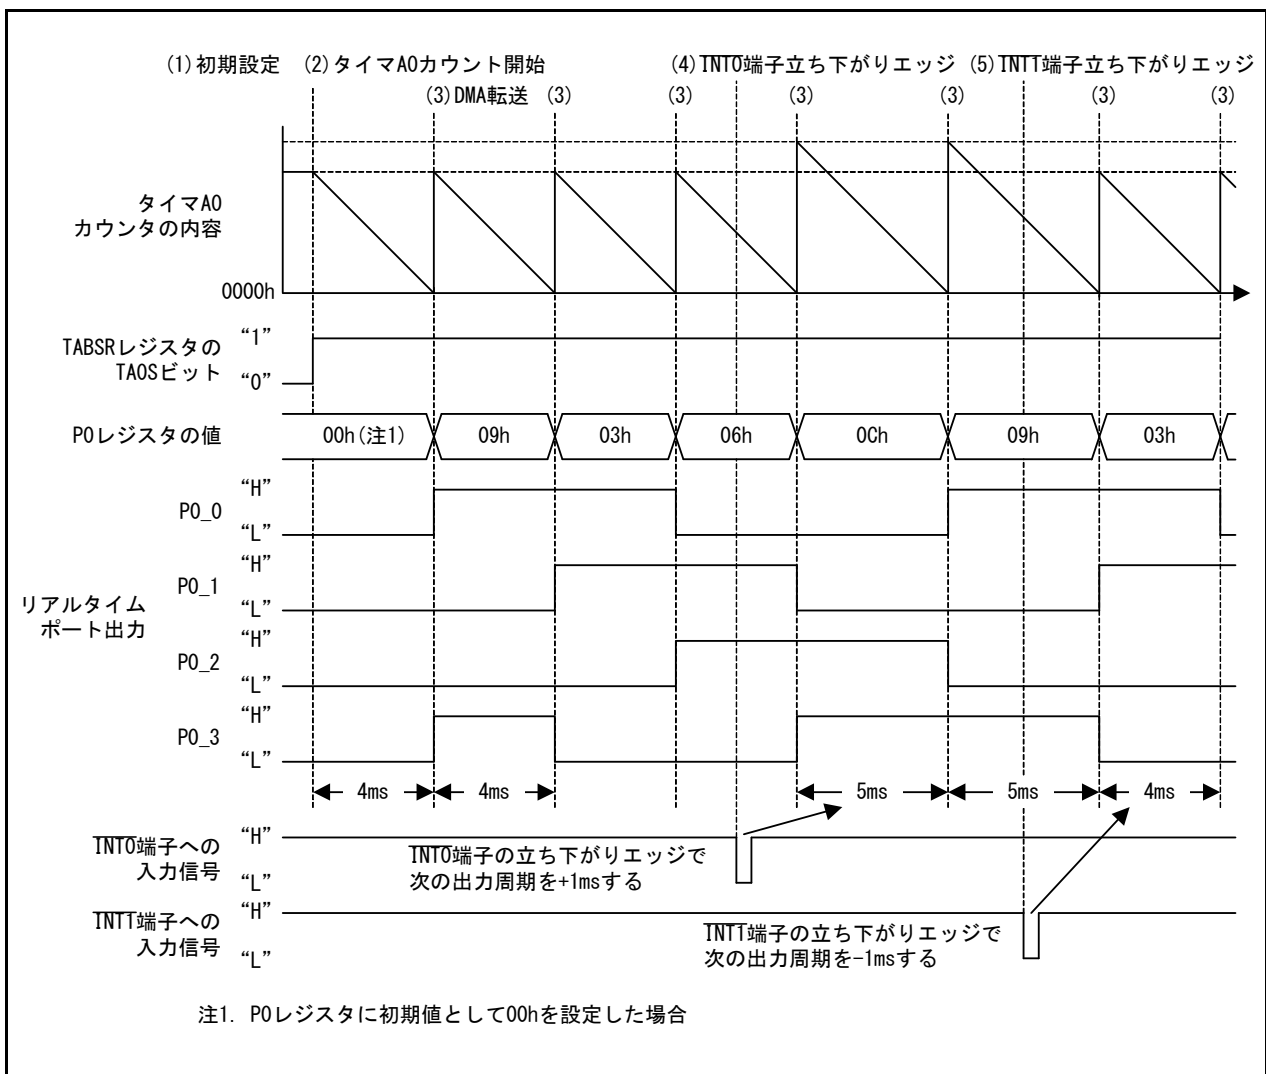 (1)初期設定 (2)タイマA0カウント開始 (4)INT0端子立ち下がりエッジ (5)INT1端子立ち下がりエッジ
(3)DMA転送 (3) (3) (3) (3) (3) (3)
タイマA0
カウンタの内容
0000h
TABSRレジスタの
TA0Sビット
“1”
“0”
P0レジスタの値 00h(注1) 09h 03h 06h 0Ch 09h 03h
リアルタイム
ポート出力
P0_0 “H” “L”
P0_1 “H” “L”
P0_2 “H” “L”
P0_3 “H” “L”
4ms 4ms 5ms 5ms 4ms
INT0端子への
入力信号
“H”
“L”
INT0端子の立ち下がりエッジで
次の出力周期を+1msする
INT1端子への
入力信号
“H”
“L”
INT1端子の立ち下がりエッジで
次の出力周期を-1msする
注1. P0レジスタに初期値として00hを設定した場合